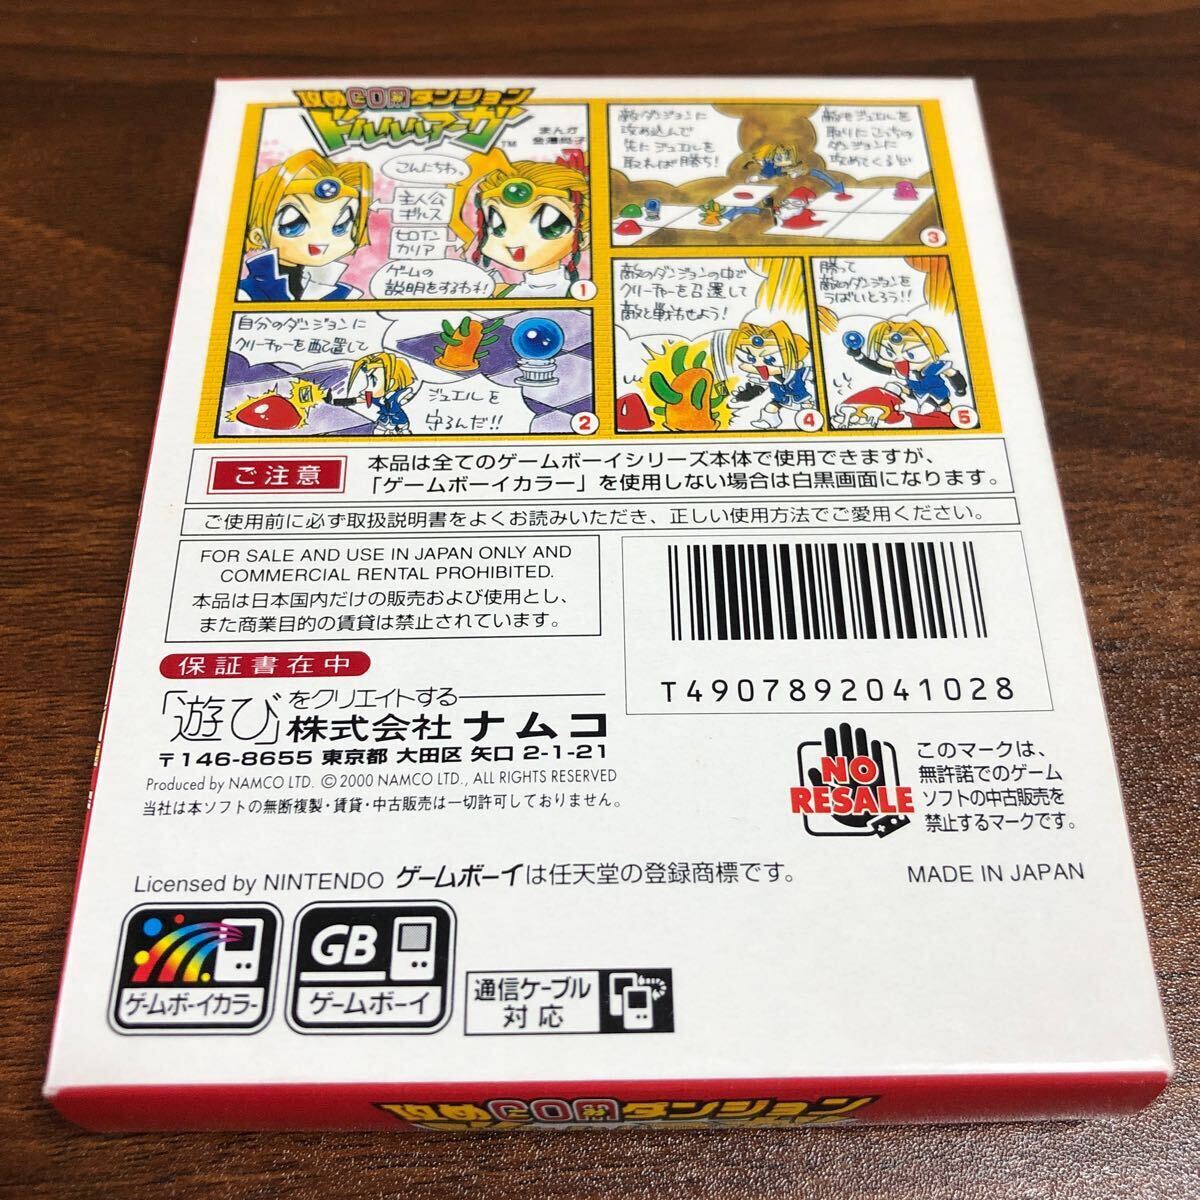 攻めCOMダンジョン
ドルルルルアーガ™
まんが
こんにちわ。
主人公
ギルス
ヒロイン
カリア
ゲームの
説明をするわネ!
1
自分のダンジョンに
クリーチャーを配置して
ジュエルを
守るんだ!!
2
敵ダンジョンに
攻め込んで
先にジュエルを
取れば勝ち!
敵もジュエルを
取りにこっちの
ダンジョンに
攻めてくるぞ
3
敵のダンジョンの中で
クリーチャーを召喚して
敵と戦わせよう!
4
勝って
敵のダンジョンを
うばいとろう!!
5
ご注意
本品は全てのゲームボーイシリーズ本体で使用できますが、
「ゲームボーイカラー」を使用しない場合は白黒画面になります。
ご使用前に必ず取扱説明書をよくお読みいただき、正しい使用方法でご愛用ください。
FOR SALE AND USE IN JAPAN ONLY AND
COMMERCIAL RENTAL PROHIBITED.
本品は日本国内だけの販売および使用とし、
また商業目的の賃貸は禁止されています。
T4907892041028
保証書在中
「遊び」をクリエイトする
株式会社ナムコ
〒146-8655 東京都 大田区 矢口 2-1-21
Produced by NAMCO LTD. © 2000 NAMCO LTD., ALL RIGHTS RESERVED
当社は本ソフトの無断複製・賃貸・中古販売は一切許可しておりません。
NO
RESALE
このマークは、
無許諾でのゲーム
ソフトの中古販売を
禁止するマークです。
Licensed by NINTENDO ゲームボーイは任天堂の登録商標です。
MADE IN JAPAN
ゲームボーイカラー
GB
ゲームボーイ
通信ケーブル
対応
攻めCOMダンジョン